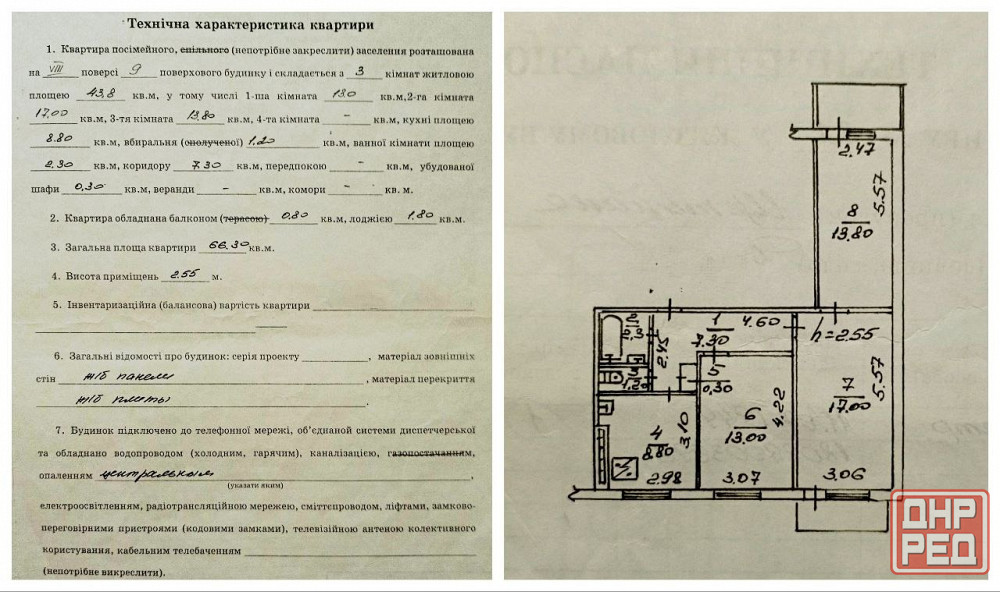 Технічна характеристика квартири
1. Квартира посімейного, спільного (непотрібне закреслити) заселення розташована
на VIII поверсі 9 поверхового будинку і складається з 3 кімнат житловою
площею 43,8 кв.м, у тому числі 1-ша кімната 13.0 кв.м,2-га кімната
17.00 кв.м, 3-тя кімната 13,80 кв.м, 4-та кімната - кв.м, кухні площею
8.80 кв.м, вбиральня (сполученої) 1.20 кв.м, ванної кімнати площею
2.30 кв.м, коридору 7.30 кв.м, передпокою - кв.м, убудованої
шафи 0,30 кв.м, веранди - кв.м, комори - кв. м.
2. Квартира обладнана балконом (терасою) 0,80 кв.м, лоджією 1,80 кв.м.
3. Загальна площа квартири 66,30 кв.м.
4. Висота приміщень 2.55 м.
5. Інвентаризаційна (балансова) вартість квартири
6. Загальні відомості про будинок: серія проекту , матеріал зовнішніх
стін ж/б панели , матеріал перекриття
ж/б плиты .
7. Будинок підключено до телефонної мережі, об'єднаної системи диспетчерської
та обладнано водопроводом (холодним, гарячим), каналізацією, газопостачанням,
опаленням центральным ,
(указати яким)
електроосвітленням, радіотрансляційною мережею, сміттєпроводом, ліфтами, замково-
переговорними пристроями (кодовими замками), телевізійною антеною колективного
користування, кабельним телебаченням
(непотрібне викреслити).
2.47
5.57
8
13.80
2
2,3
1
7.30
4.60
h=2.55
2.45
3
1,20
5
0,30
7
17,00
5.57
6
13.00
4.22
4
8.80
3.10
2.98
3.07
3.06
ДНР
РЕД